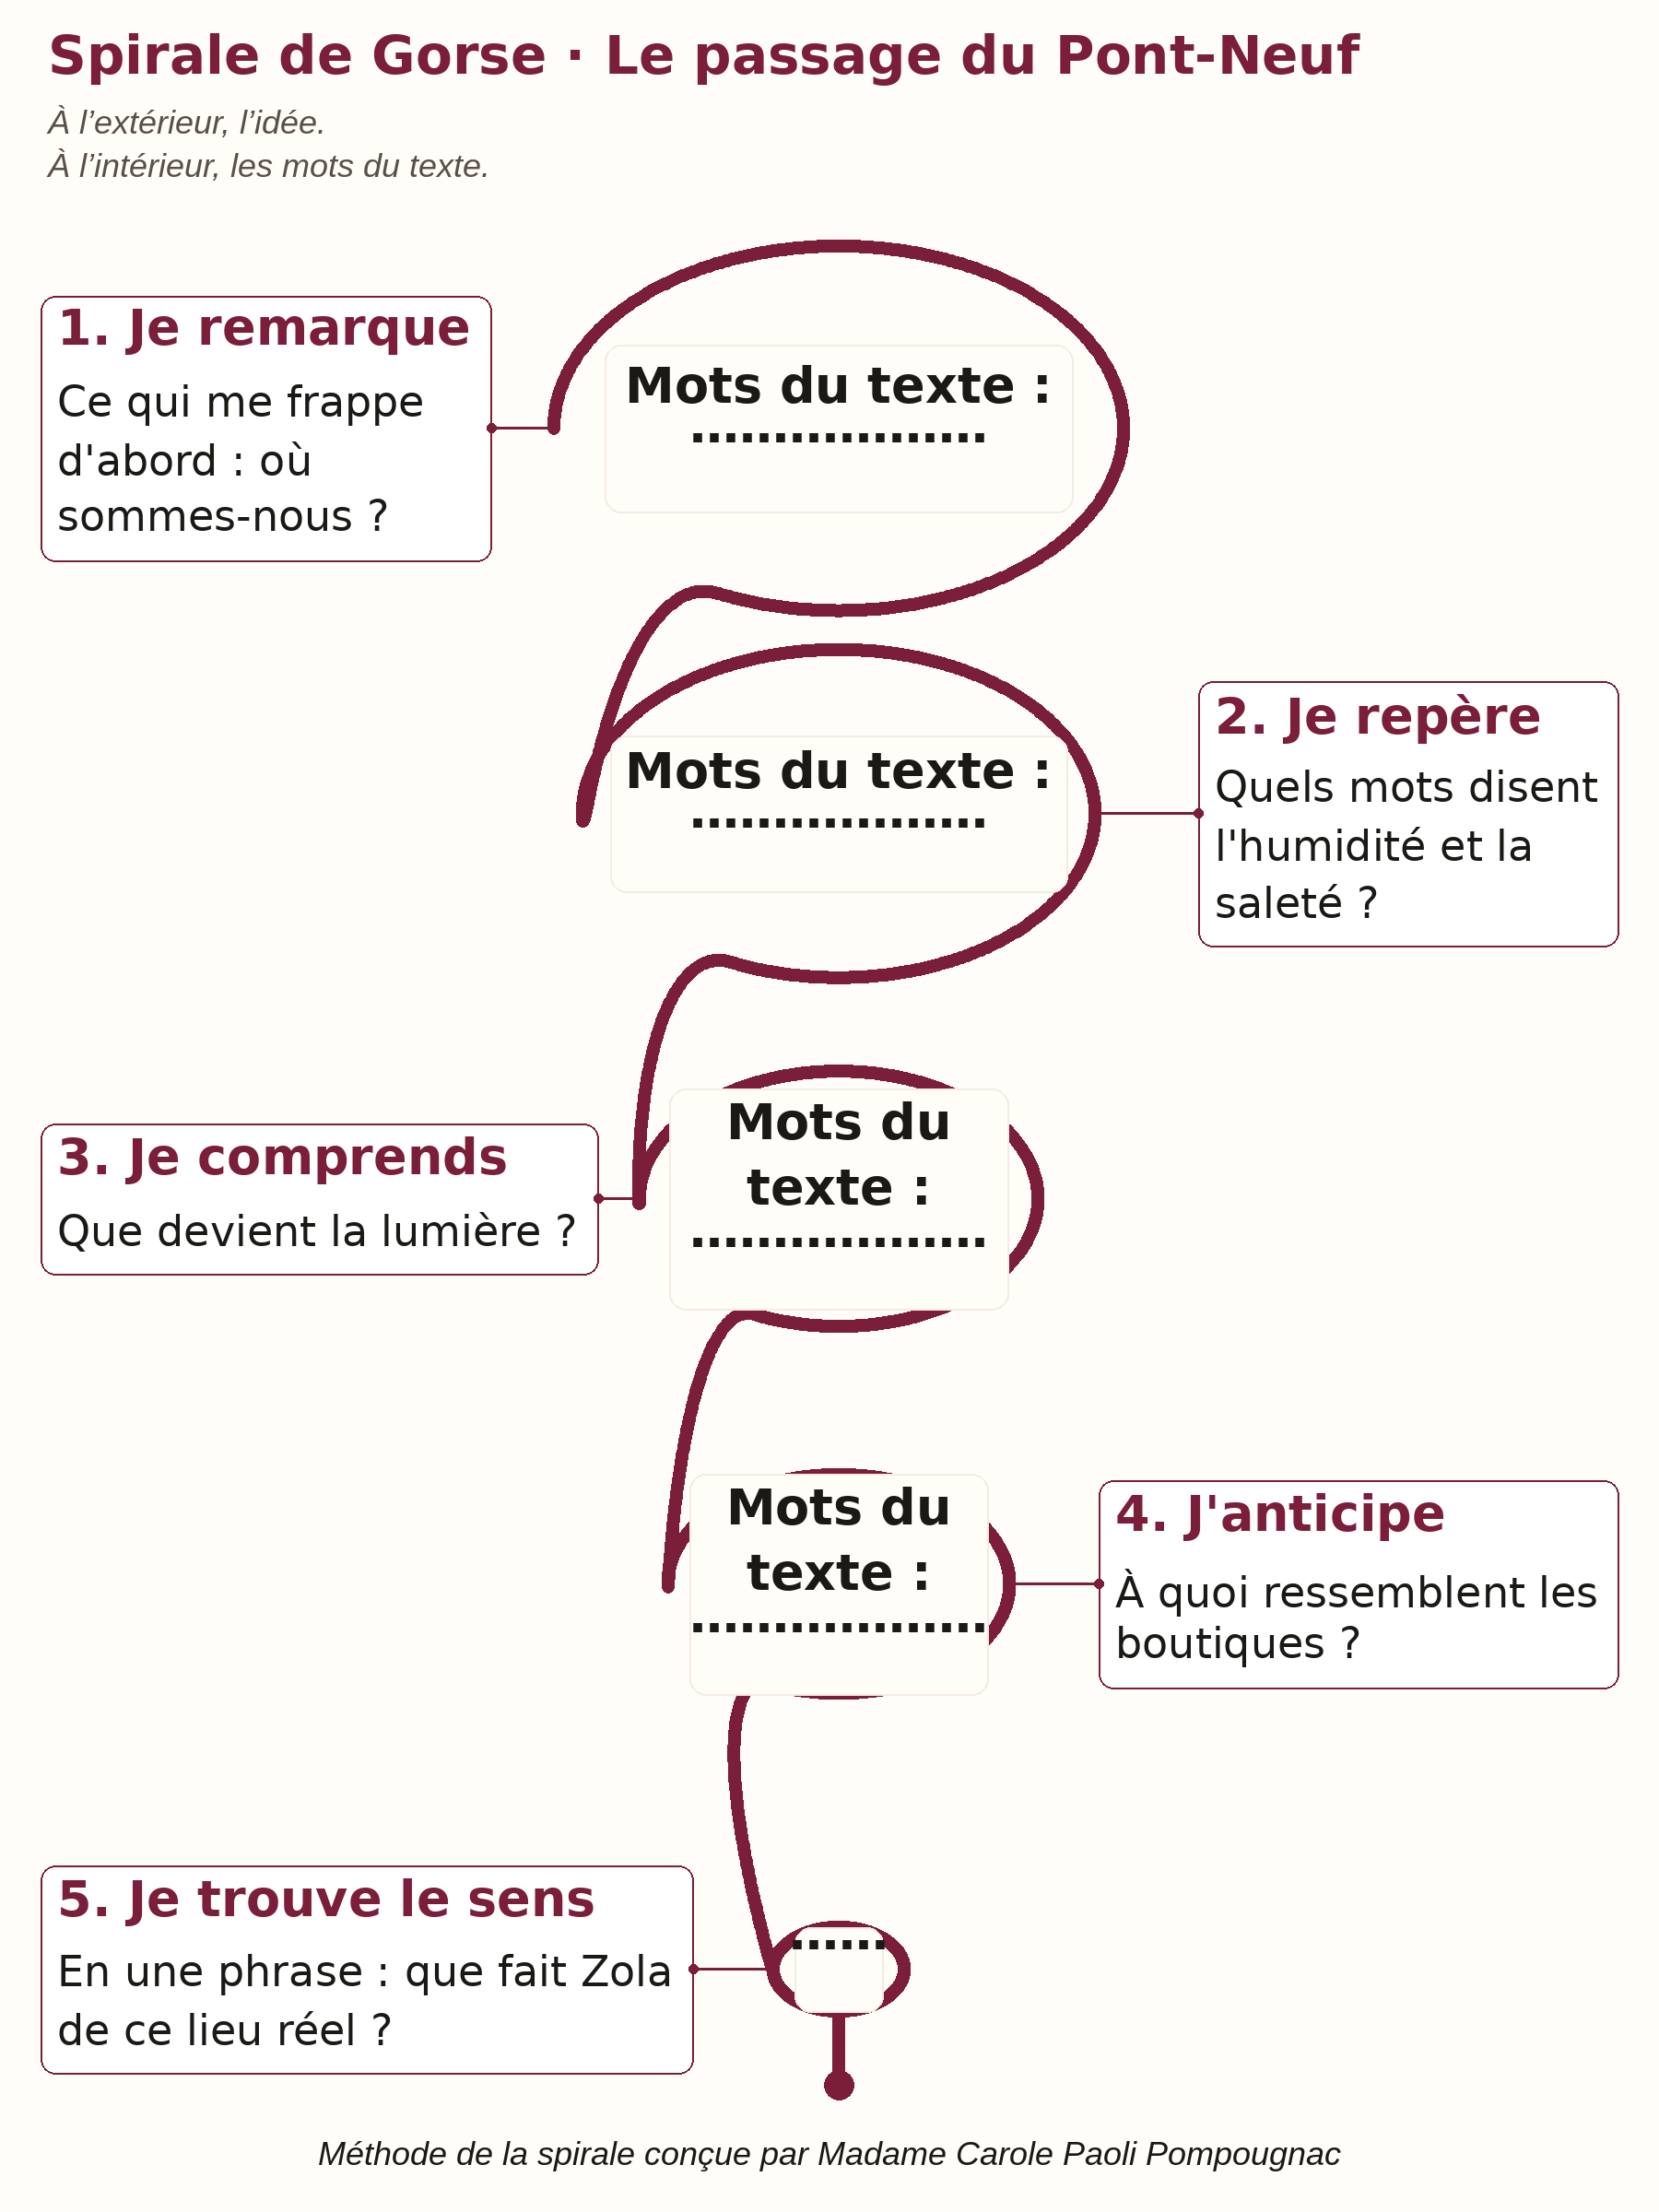 Spirale de Gorse · Le passage du Pont-Neuf
À l’extérieur, l’idée.
À l’intérieur, les mots du texte.
1. Je remarque
Ce qui me frappe
d'abord : où
sommes-nous ?
Mots du texte :
………………
2. Je repère
Quels mots disent
l'humidité et la
saleté ?
Mots du texte :
………………
3. Je comprends
Que devient la lumière ?
Mots du
texte :
………………
4. J'anticipe
À quoi ressemblent les
boutiques ?
Mots du
texte :
………………
5. Je trouve le sens
En une phrase : que fait Zola
de ce lieu réel ?
……
Méthode de la spirale conçue par Madame Carole Paoli Pompougnac